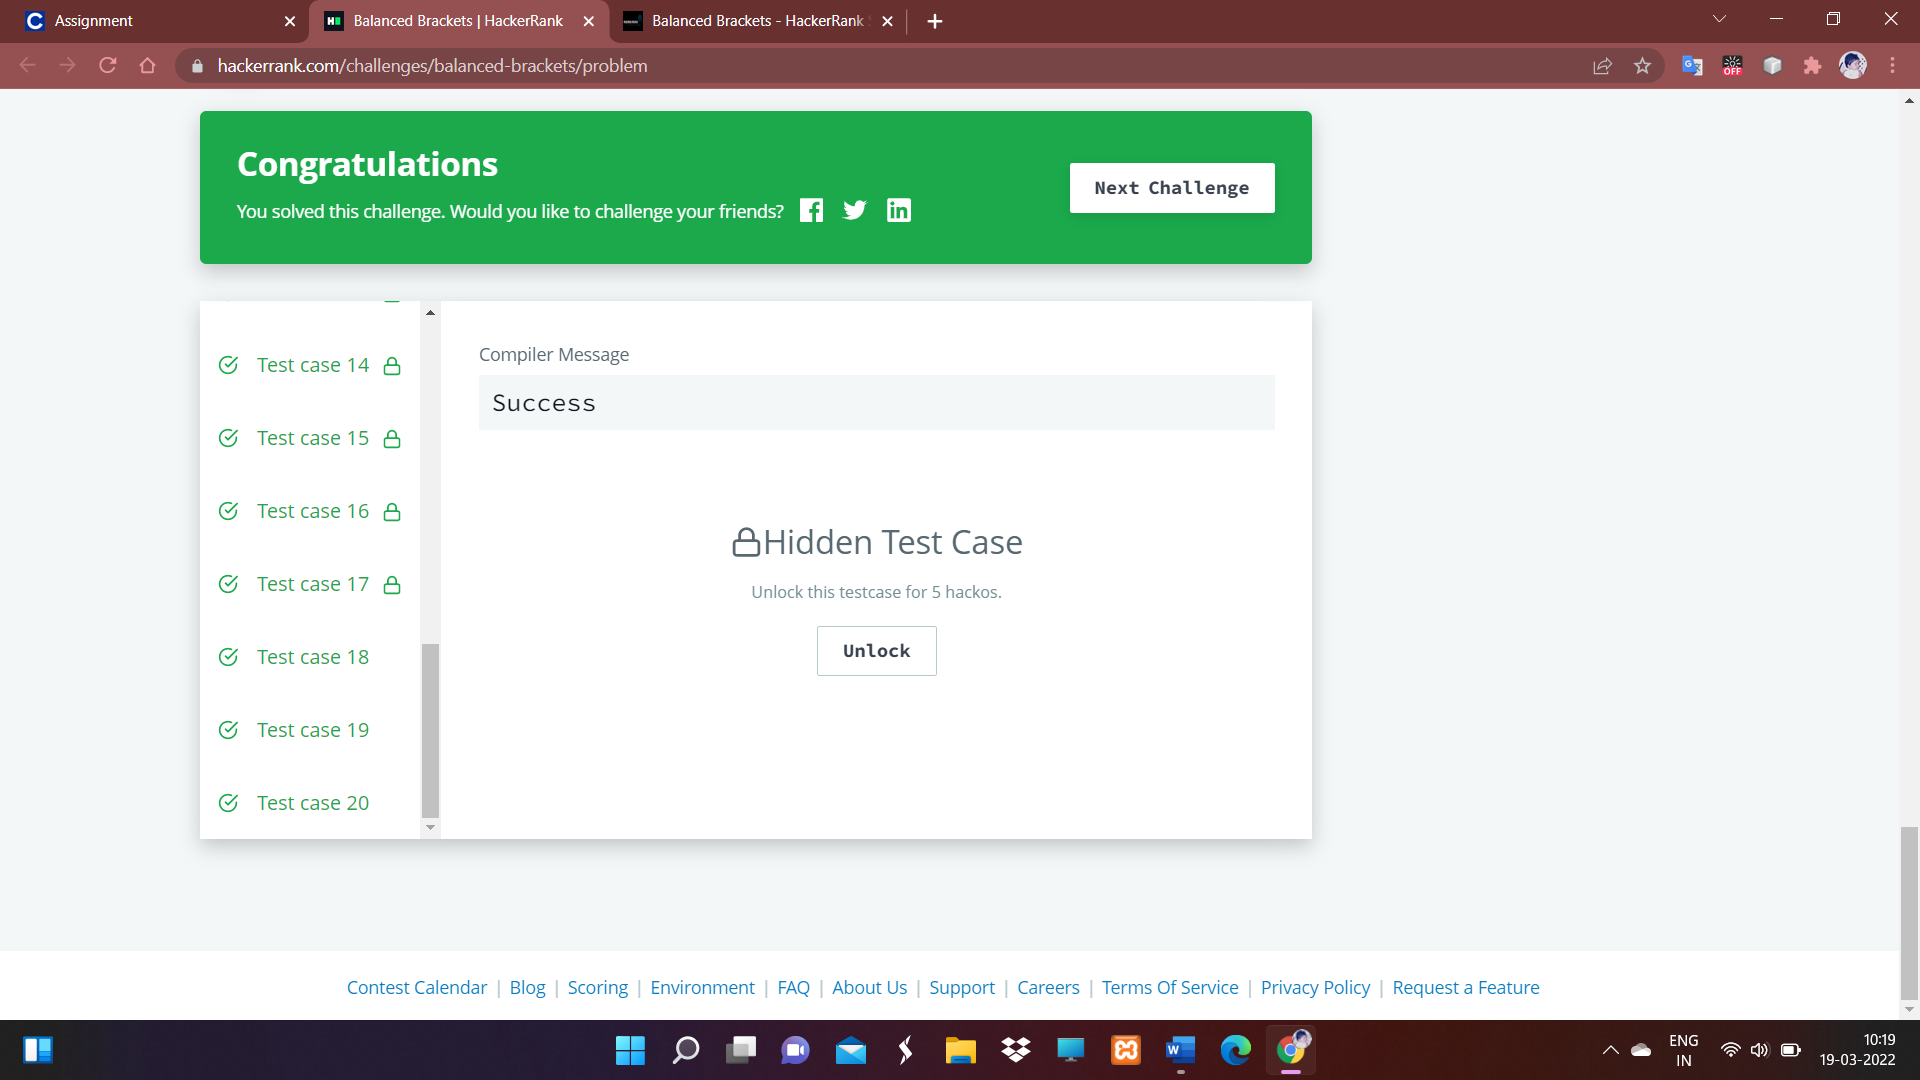 Assignment
Balanced Brackets | HackerRank
Balanced Brackets - HackerRank
hackerrank.com/challenges/balanced-brackets/problem
OFF
Congratulations
You solved this challenge. Would you like to challenge your friends?
Next Challenge
Compiler Message
Success
Test case 14
Test case 15
Test case 16
Test case 17
Test case 18
Test case 19
Test case 20
Hidden Test Case
Unlock this testcase for 5 hackos.
Unlock
Contest Calendar | Blog | Scoring | Environment | FAQ | About Us | Support | Careers | Terms Of Service | Privacy Policy | Request a Feature
ENG
IN
10:19
19-03-2022